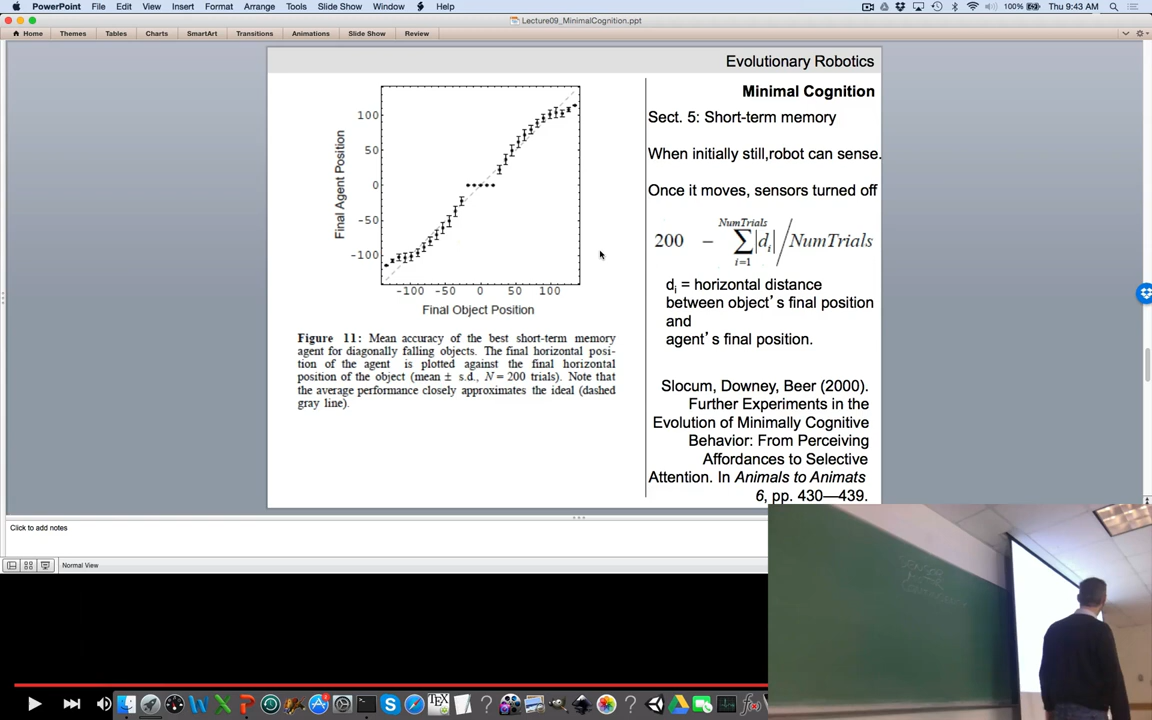 PowerPoint File Edit View Insert Format Arrange Tools Slide Show Window Help
100% Thu 9:43 AM
Lecture09_MinimalCognition.ppt
Home Themes Tables Charts SmartArt Transitions Animations Slide Show Review
Evolutionary Robotics
100
50
0
-50
-100
Final Agent Position
-100 -50 0 50 100
Final Object Position
Figure 11: Mean accuracy of the best short-term memory
agent for diagonally falling objects. The final horizontal posi-
tion of the agent is plotted against the final horizontal
position of the object (mean ± s.d., N = 200 trials). Note that
the average performance closely approximates the ideal (dashed
gray line).
Minimal Cognition
Sect. 5: Short-term memory
When initially still,robot can sense.
Once it moves, sensors turned off
200 − NumTrials ∑ i=1 |di| / NumTrials
di = horizontal distance
between object’s final position
and
agent’s final position.
Slocum, Downey, Beer (2000).
Further Experiments in the
Evolution of Minimally Cognitive
Behavior: From Perceiving
Affordances to Selective
Attention. In Animals to Animats
6, pp. 430—439.
Click to add notes
Normal View